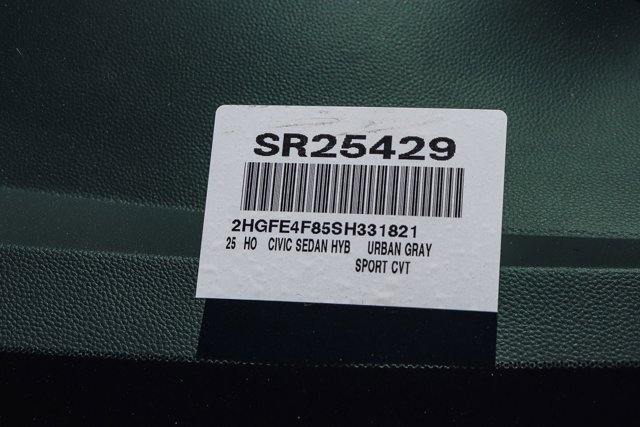 SR25429
2HGFE4F85SH331821
25 HO CIVIC SEDAN HYB URBAN GRAY
SPORT CVT